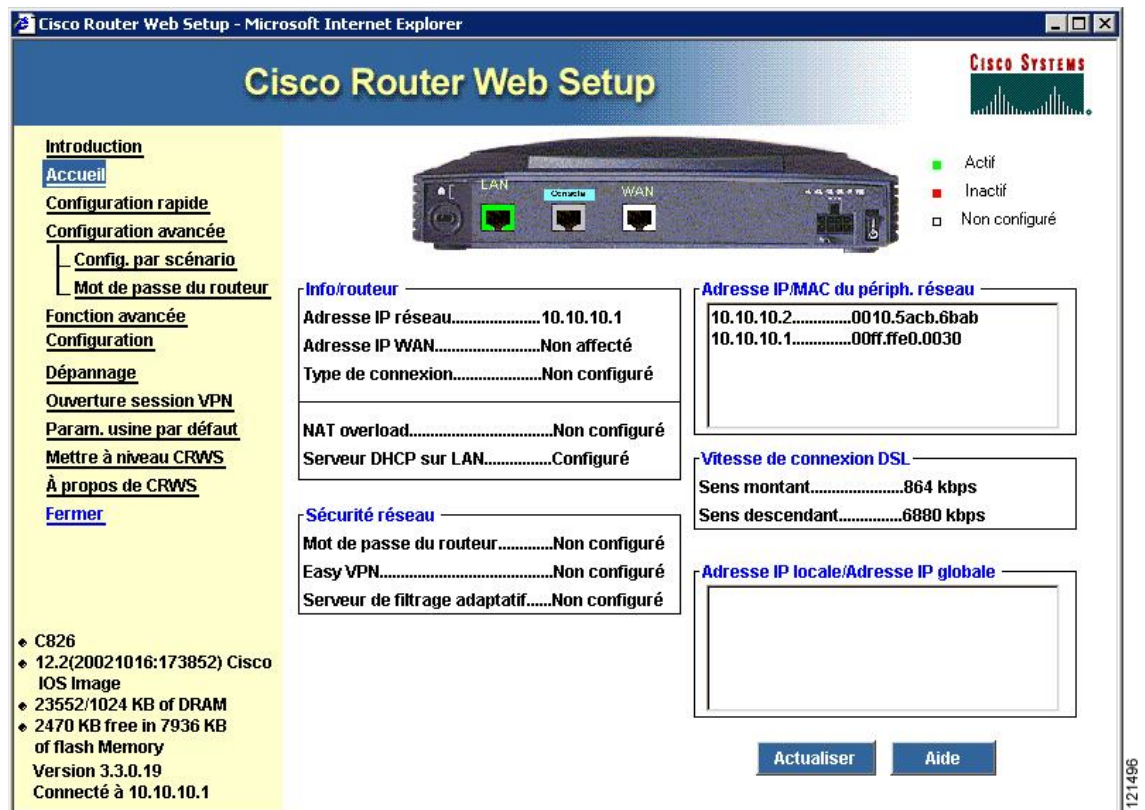 Cisco Router Web Setup - Microsoft Internet Explorer
Cisco Router Web Setup
CISCO SYSTEMS
Introduction
Accueil
Configuration rapide
Configuration avancée
Config. par scénario
Mot de passe du routeur
Fonction avancée
Configuration
Dépannage
Ouverture session VPN
Param. usine par défaut
Mettre à niveau CRWS
À propos de CRWS
Fermer
C826
12.2(20021016:173852) Cisco
IOS Image
23552/1024 KB of DRAM
2470 KB free in 7936 KB
of flash Memory
Version 3.3.0.19
Connecté à 10.10.10.1
LAN
Console
WAN
Actif
Inactif
Non configuré
Info/routeur
Adresse IP réseau.....................10.10.10.1
Adresse IP WAN.........................Non affecté
Type de connexion.....................Non configuré
NAT overload..................................Non configuré
Serveur DHCP sur LAN................Configuré
Sécurité réseau
Mot de passe du routeur.............Non configuré
Easy VPN.........................................Non configuré
Serveur de filtrage adaptatif......Non configuré
Adresse IP/MAC du périph. réseau
10.10.10.2..............0010.5acb.6bab
10.10.10.1..............00ff.ffe0.0030
Vitesse de connexion DSL
Sens montant......................864 kbps
Sens descendant...............6880 kbps
Adresse IP locale/Adresse IP globale
Actualiser
Aide
121496